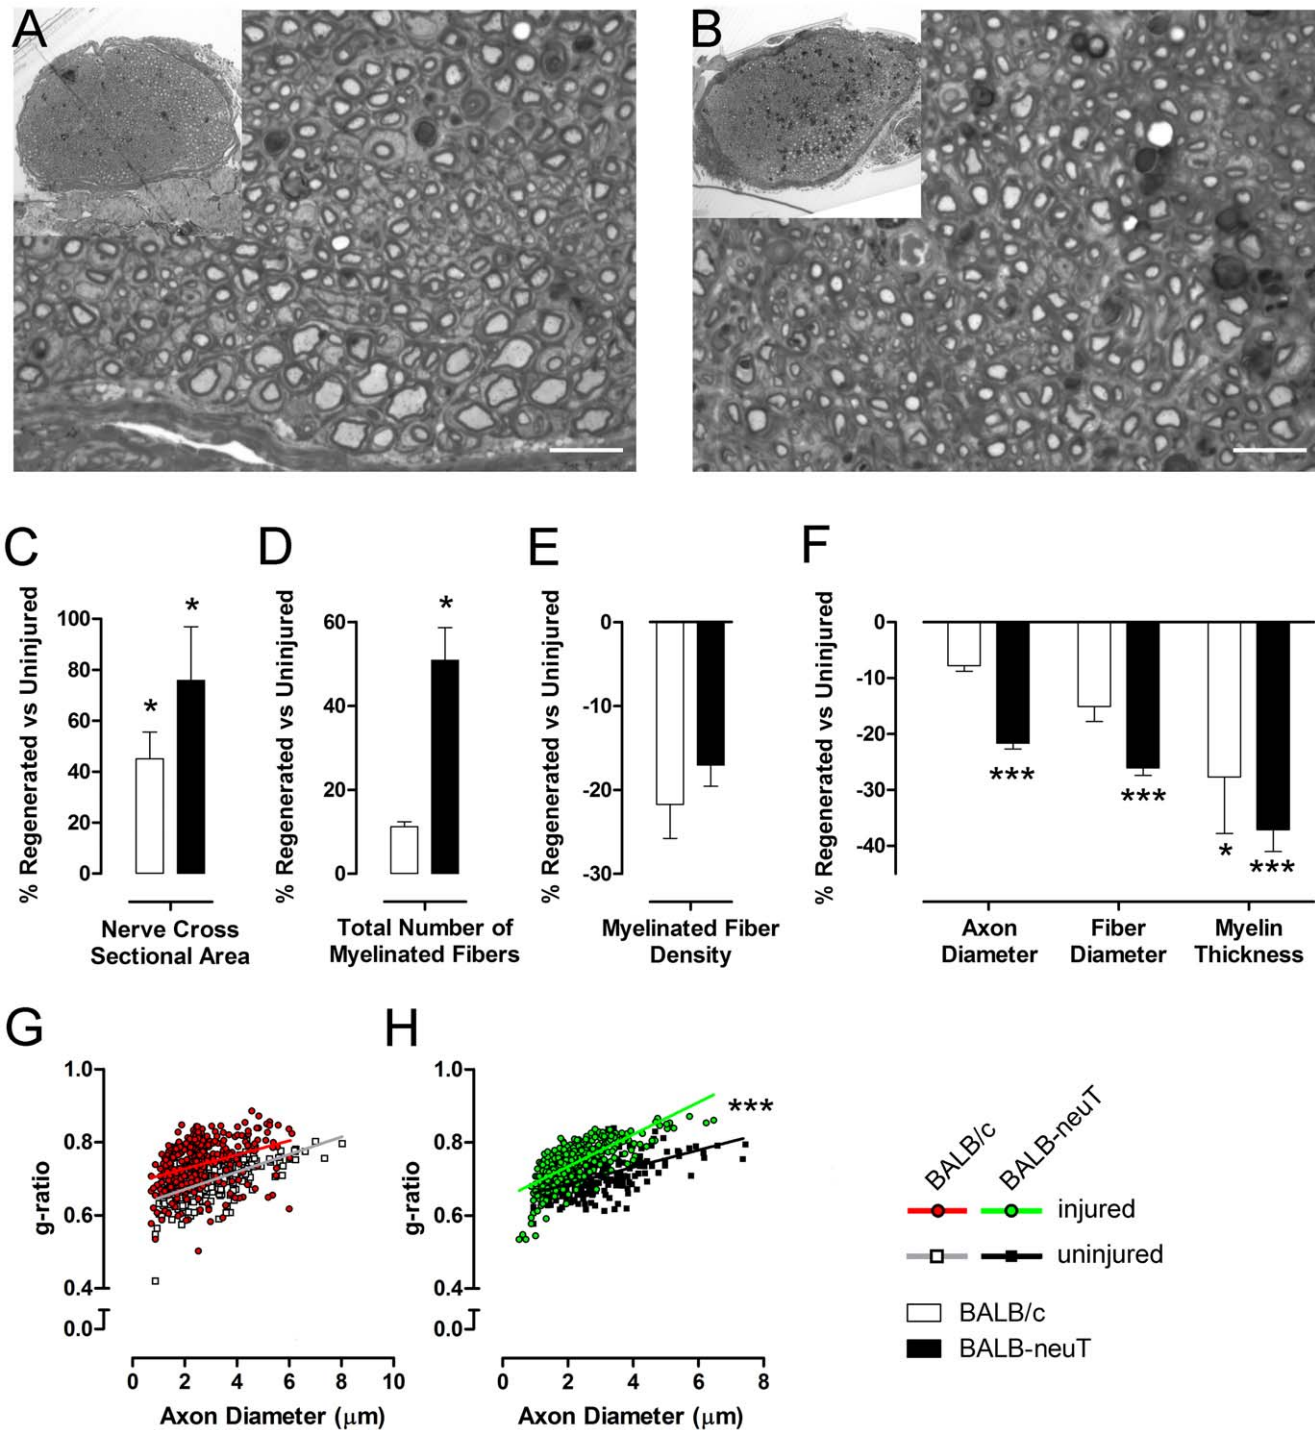 A
B
C
D
E
F
% Regenerated vs Uninjured
100
80
60
40
20
0
*
*
Nerve Cross
Sectional Area
% Regenerated vs Uninjured
60
40
20
0
*
Total Number of
Myelinated Fibers
% Regenerated vs Uninjured
0
-10
-20
-30
Myelinated Fiber
Density
% Regenerated vs Uninjured
0
-10
-20
-30
-40
***
***
*
***
Axon
Diameter
Fiber
Diameter
Myelin
Thickness
G
H
g-ratio
1.0
0.8
0.6
0.4
0.0
0 2 4 6 8 10
Axon Diameter (μm)
g-ratio
1.0
0.8
0.6
0.4
0.0
***
0 2 4 6 8
Axon Diameter (μm)
BALB/c
BALB-neuT
injured
uninjured
BALB/c
BALB-neuT